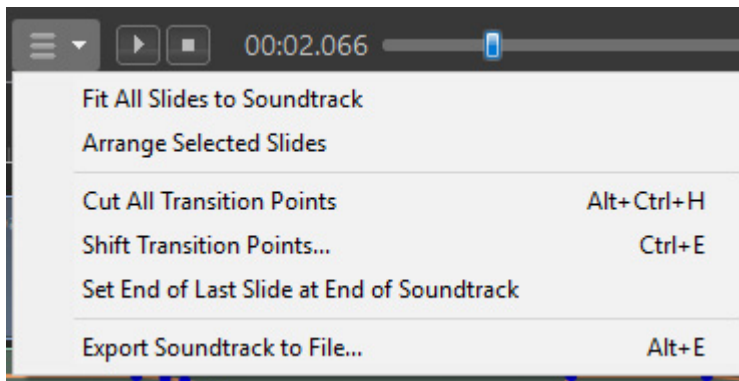 00:02.066
Fit All Slides to Soundtrack
Arrange Selected Slides
Cut All Transition Points Alt+Ctrl+H
Shift Transition Points... Ctrl+E
Set End of Last Slide at End of Soundtrack
Export Soundtrack to File... Alt+E